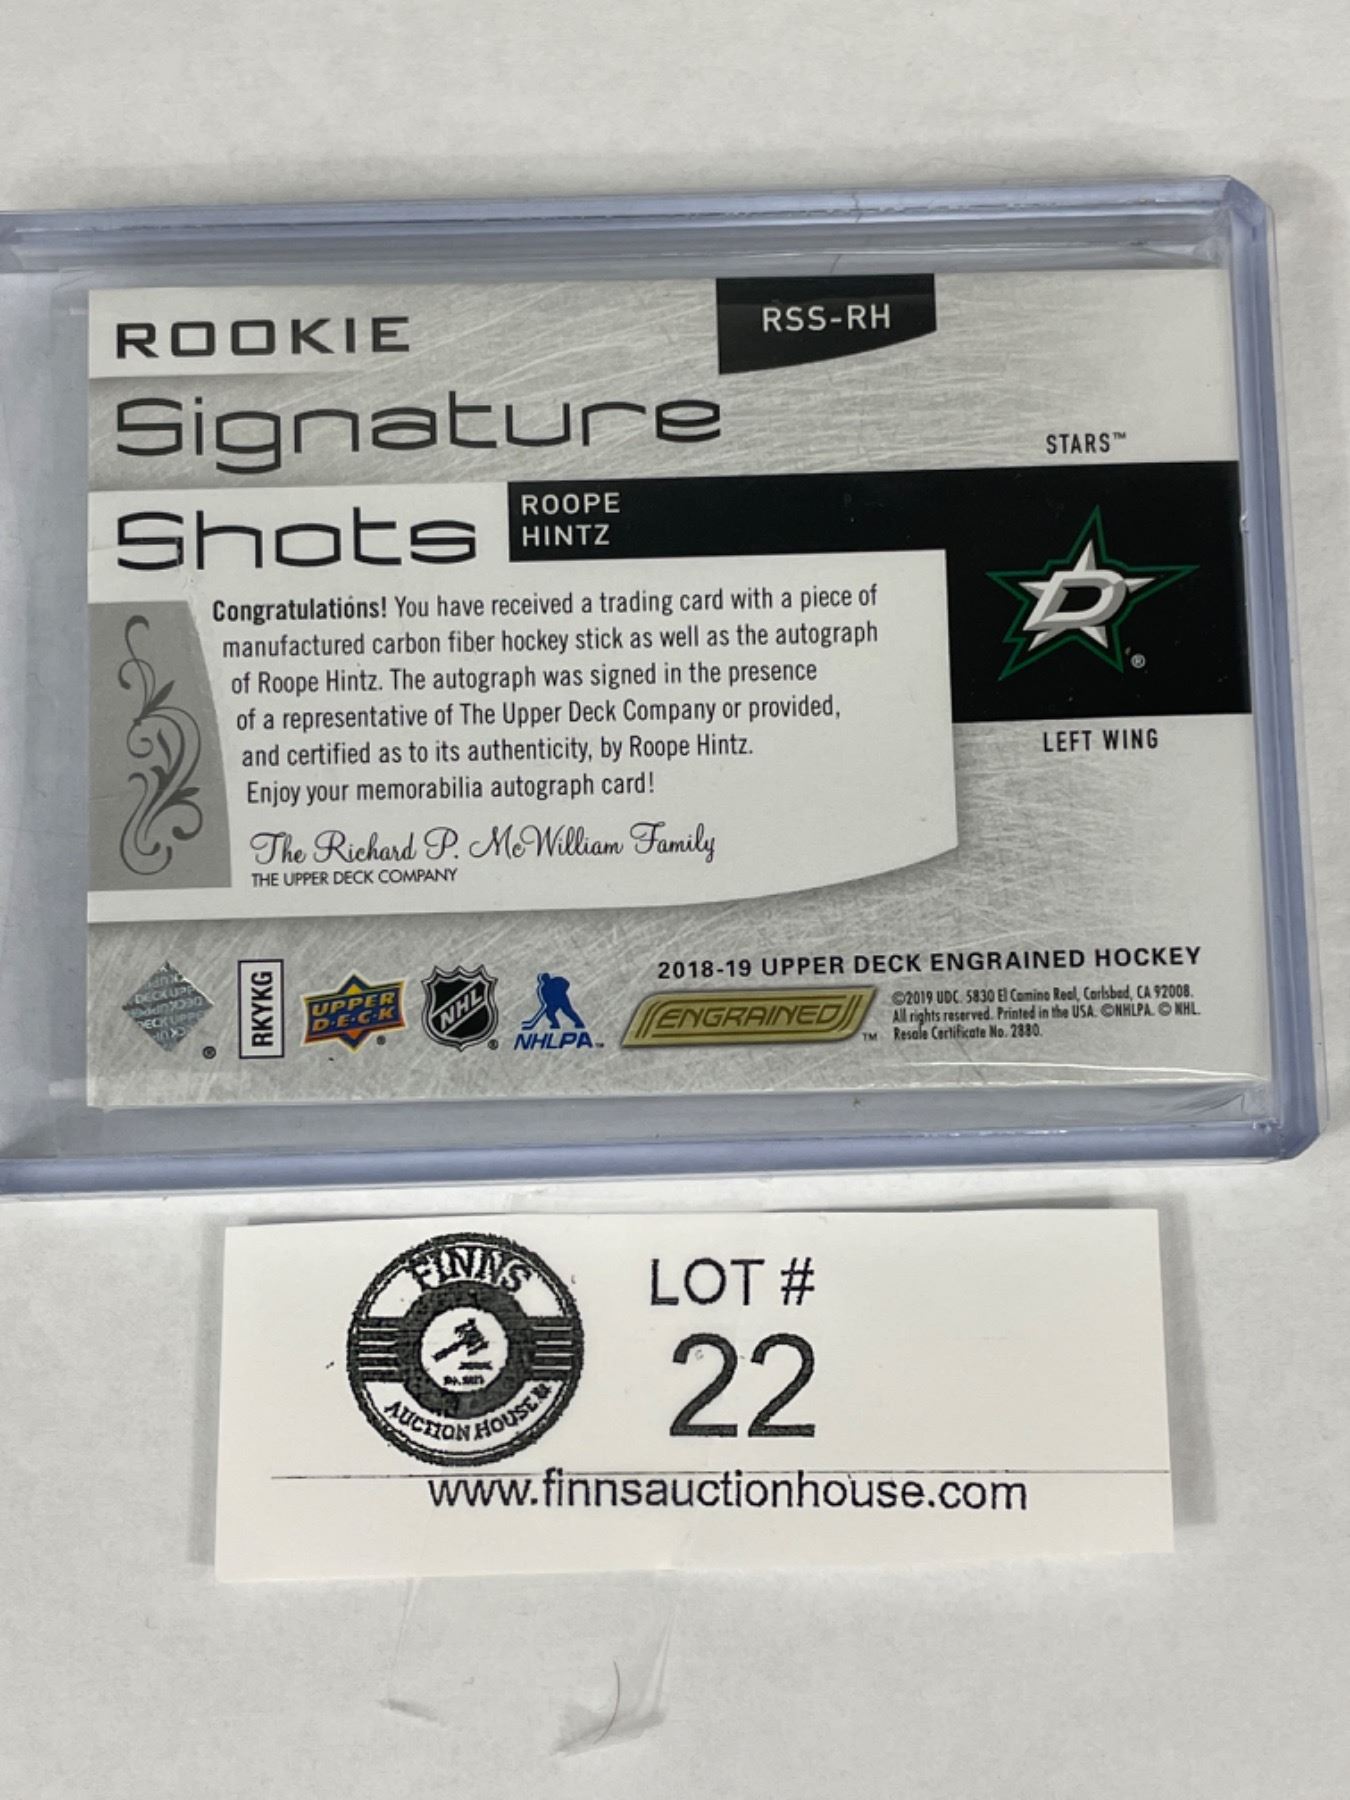 ROOKIE
RSS-RH
Signature
STARS™
Shots
ROOPE
HINTZ
D
®
Congratulations! You have received a trading card with a piece of
manufactured carbon fiber hockey stick as well as the autograph
of Roope Hintz. The autograph was signed in the presence
of a representative of The Upper Deck Company or provided,
and certified as to its authenticity, by Roope Hintz.
Enjoy your memorabilia autograph card!
LEFT WING
The Richard P. McWilliam Family
THE UPPER DECK COMPANY
2018-19 UPPER DECK ENGRAINED HOCKEY
RKYKG
UPPER
D·E·C·K
NHL
NHLPA
ENGRAINED
©2019 UDC. 5830 El Camino Real, Carlsbad, CA 92008.
All rights reserved. Printed in the USA. ©NHLPA. © NHL.
Resale Certificate No. 2880.
FINNS
AUCTION HOUSE
LOT #
22
www.finnsauctionhouse.com